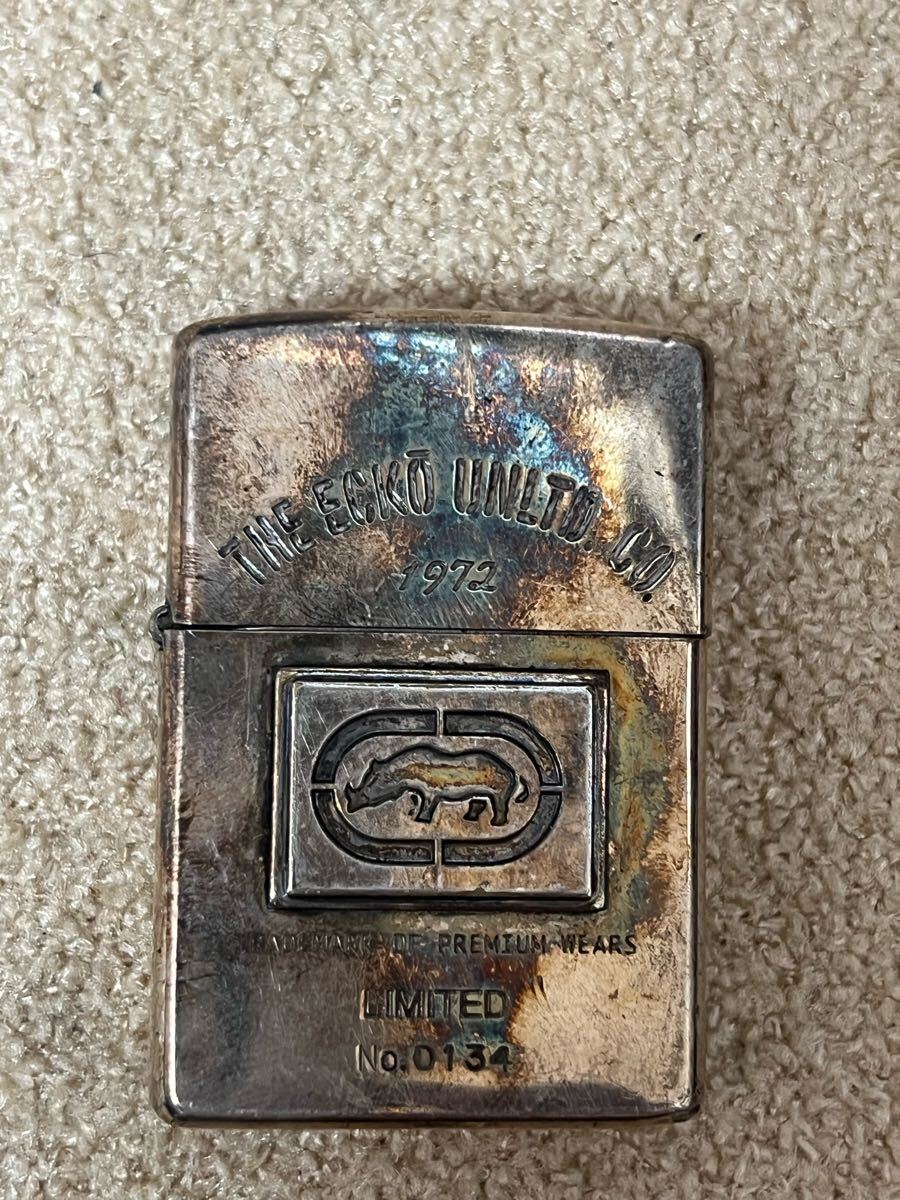 THE ECKŌ UNLTD. CO.
1972
TRADEMARK OF PREMIUM WEARS
LIMITED
No.0134